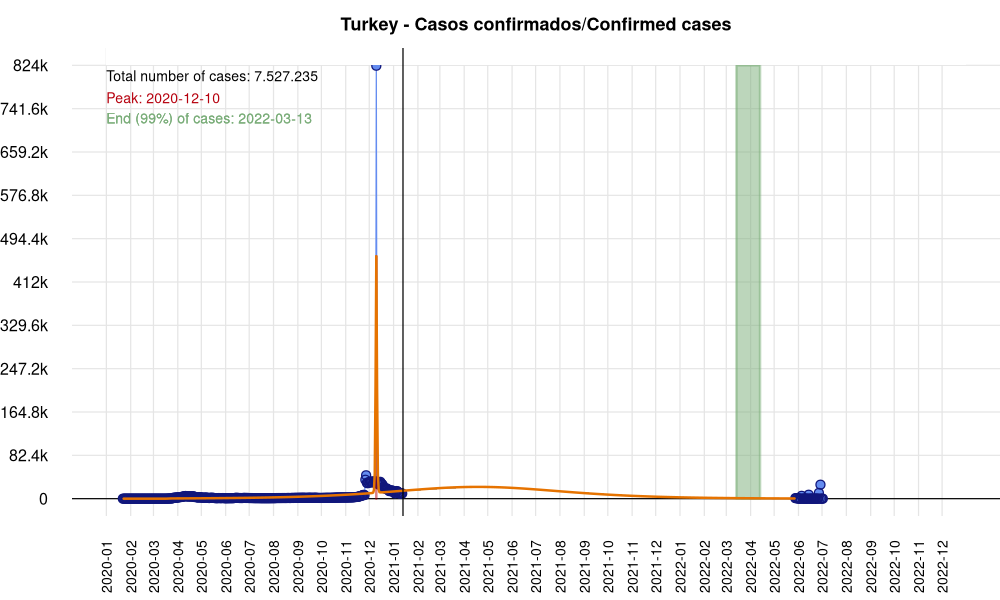 Turkey - Casos confirmados/Confirmed cases
824k
741.6k
659.2k
576.8k
494.4k
412k
329.6k
247.2k
164.8k
82.4k
0
Total number of cases: 7.527.235
Peak: 2020-12-10
End (99%) of cases: 2022-03-13
2020-01
2020-02
2020-03
2020-04
2020-05
2020-06
2020-07
2020-08
2020-09
2020-10
2020-11
2020-12
2021-01
2021-03
2021-04
2021-05
2021-06
2021-07
2021-08
2021-09
2021-10
2021-11
2021-12
2022-01
2022-02
2022-03
2022-04
2022-05
2022-06
2022-07
2022-08
2022-09
2022-10
2022-11
2022-12